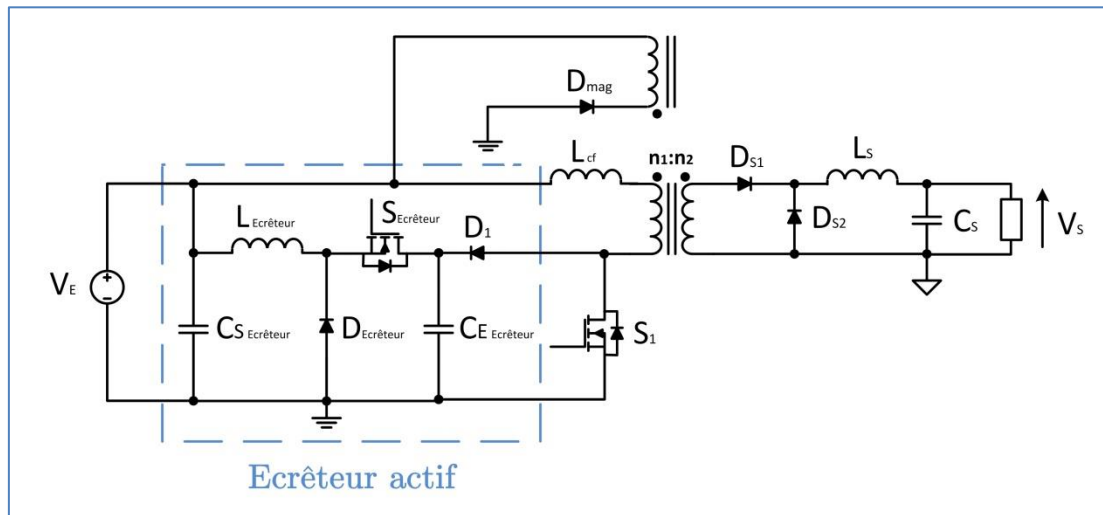 Dmag
Lcf
n1:n2
DS1
LS
LEcrêteur
SEcrêteur
D1
DS2
CS
VS
VE
+
−
CS Ecrêteur
DEcrêteur
CE Ecrêteur
S1
Ecrêteur actif